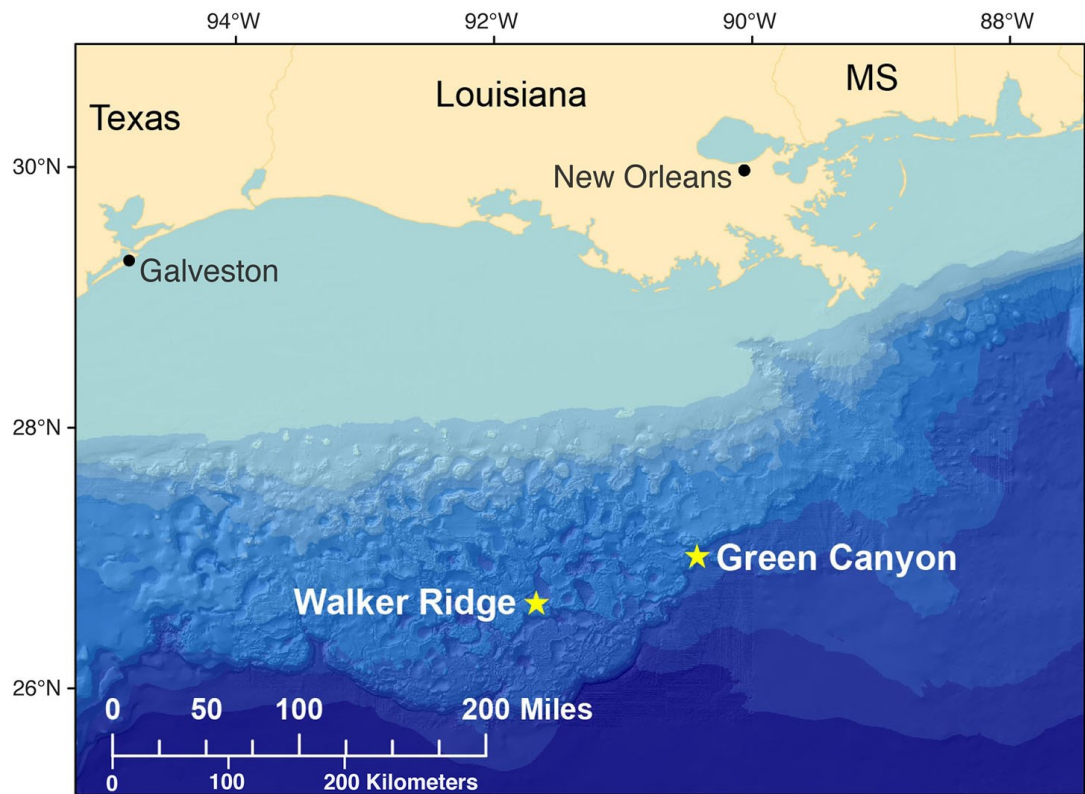 94°W 92°W 90°W 88°W
MS
Louisiana
Texas
30°N
New Orleans
Galveston
28°N
Green Canyon
Walker Ridge
26°N
0 50 100 200 Miles
0 100 200 Kilometers